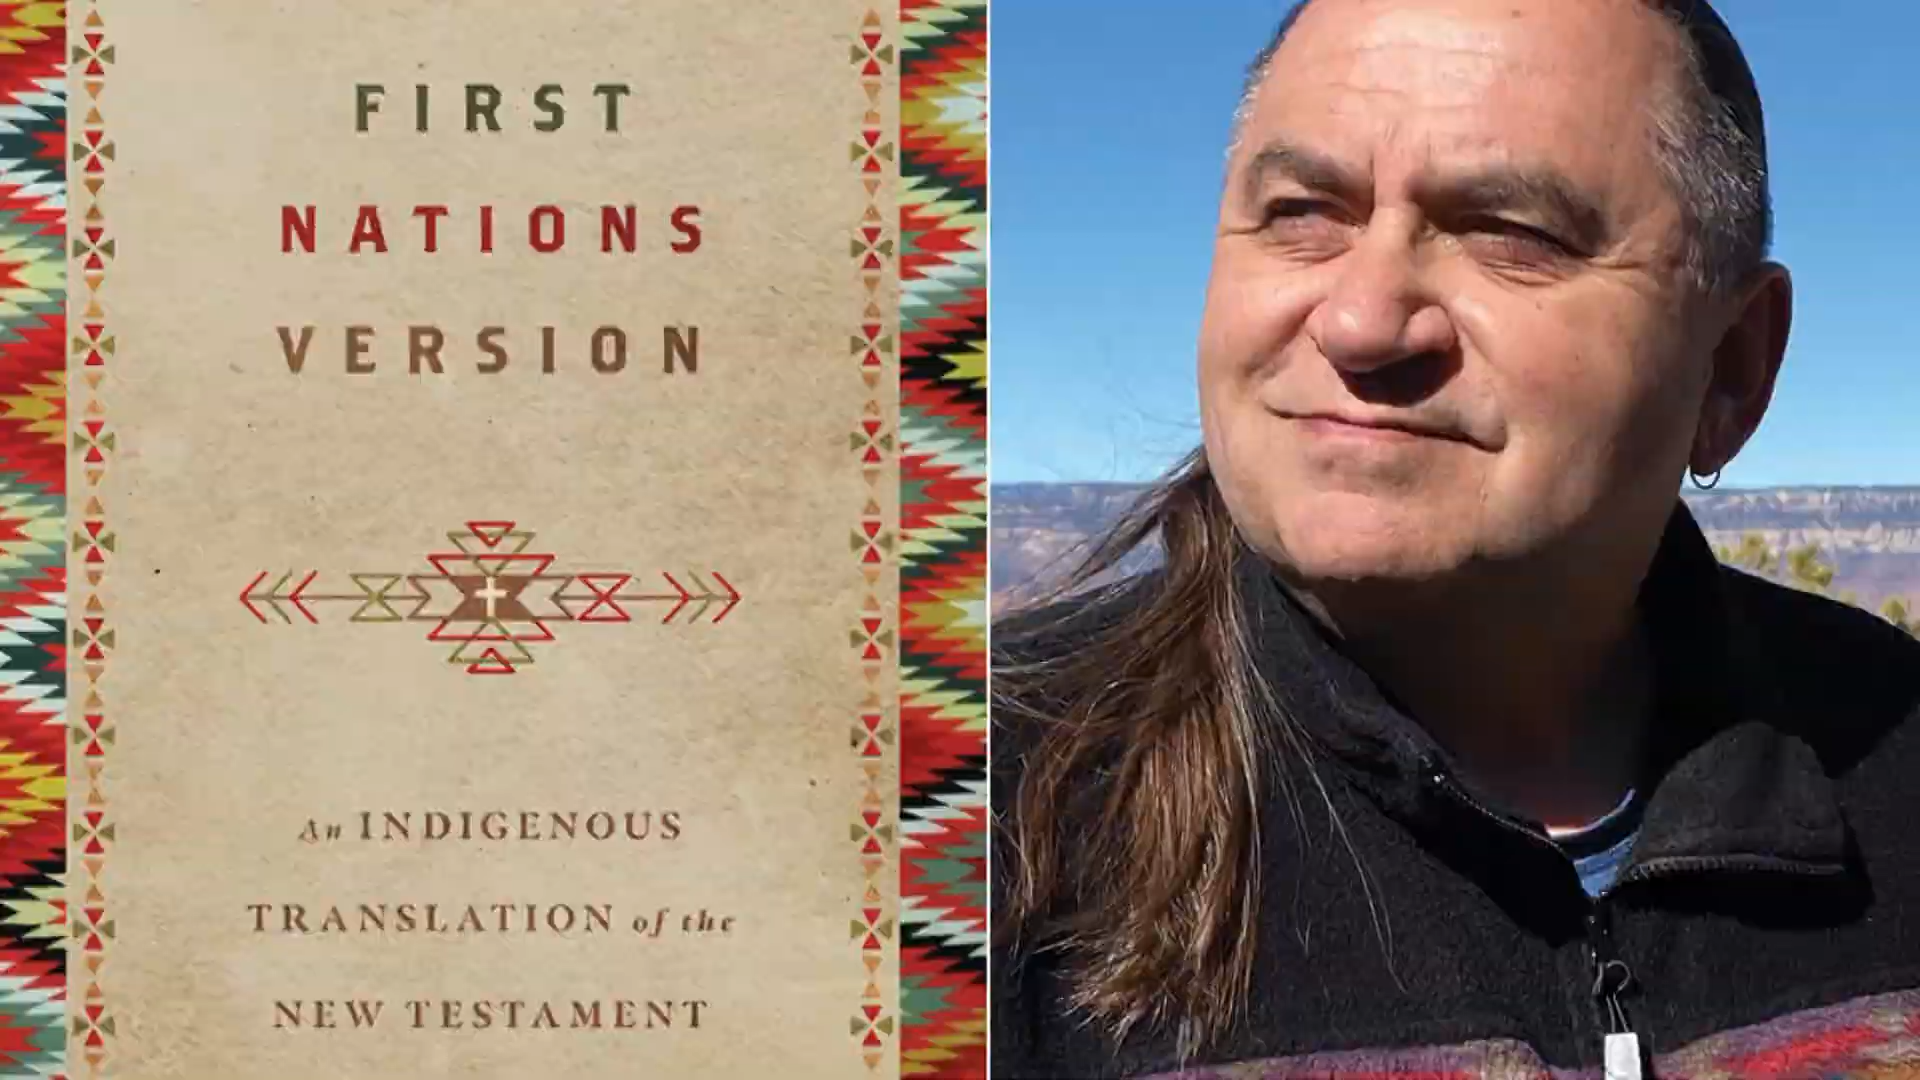 FIRST
NATIONS
VERSION
An INDIGENOUS
TRANSLATION of the
NEW TESTAMENT